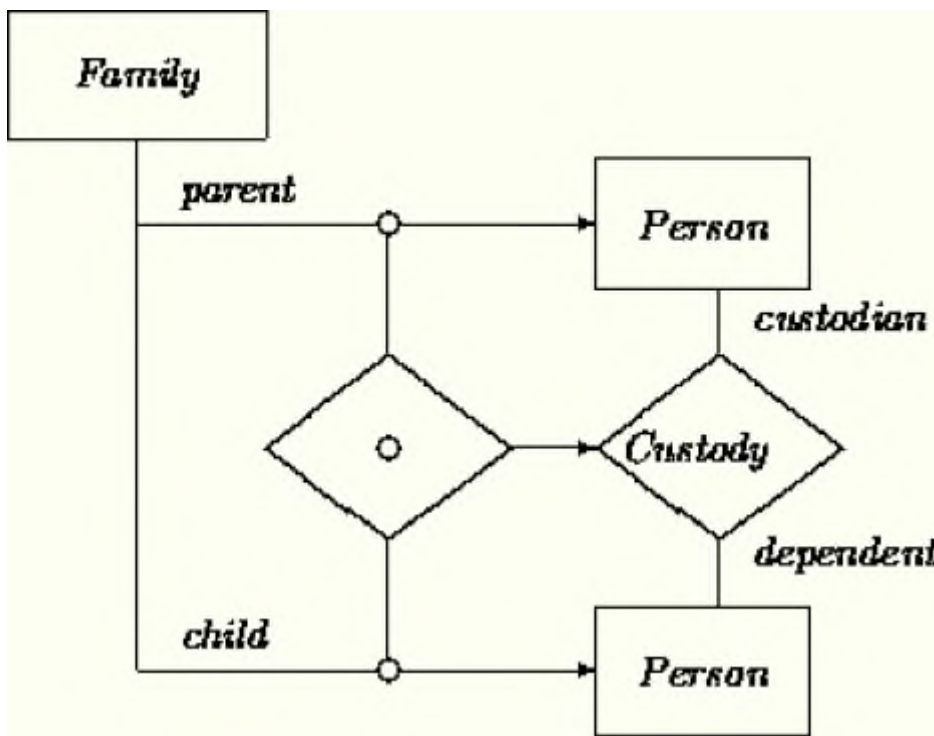 Family
parent
Person
custodian
Custody
dependent
child
Person